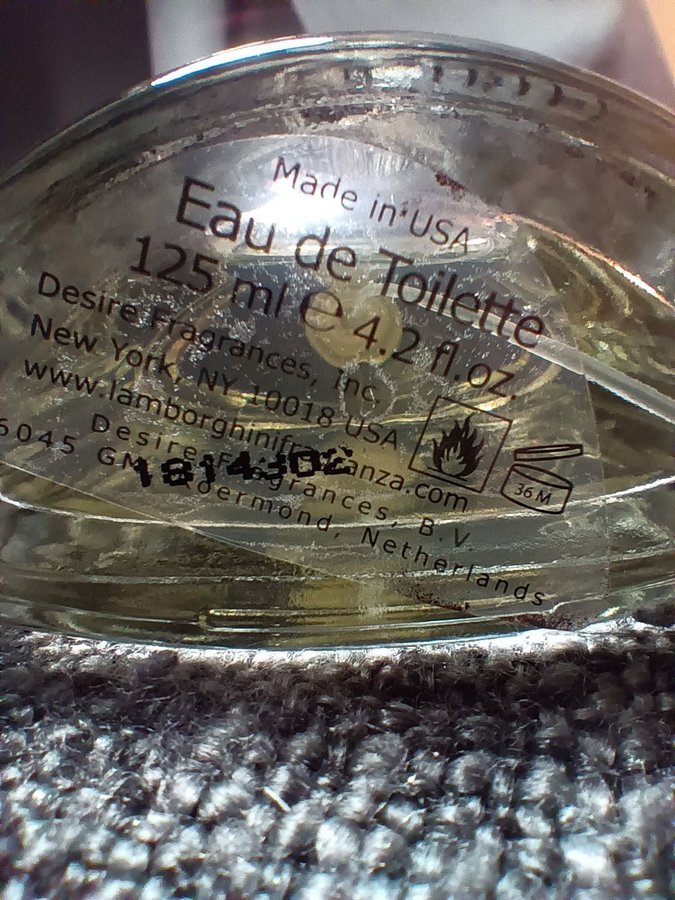 Made in USA
Eau de Toilette
125 ml ℮ 4.2 fl.oz.
Desire Fragrances, Inc.
New York, NY 10018 USA
www.lamborghinifragranza.com
Desire Fragrances, B.V
6045 GM Roermond, Netherlands
36M